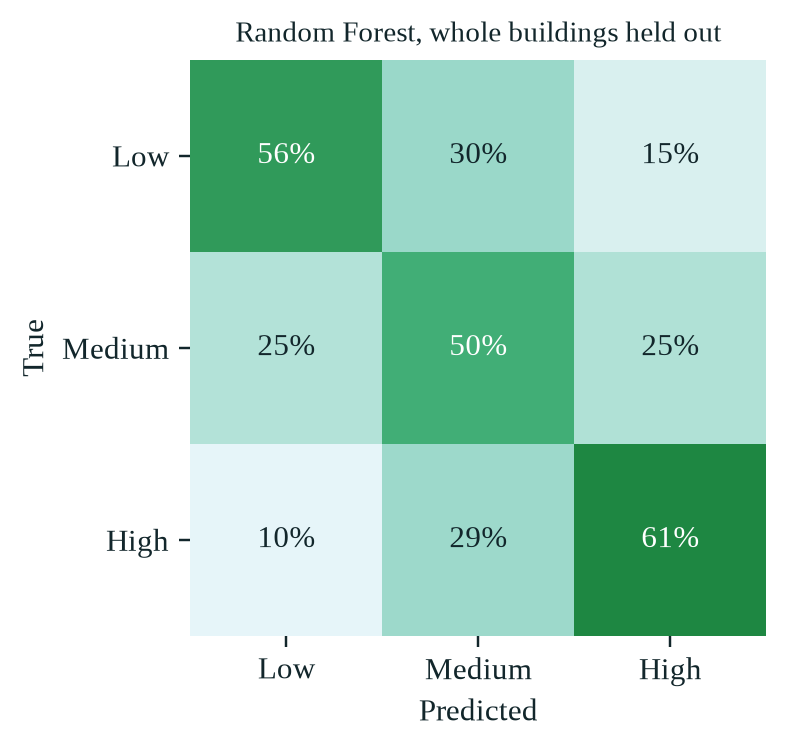 Random Forest, whole buildings held out
Low 56% 30% 15%
True
Medium 25% 50% 25%
High 10% 29% 61%
Low Medium High
Predicted